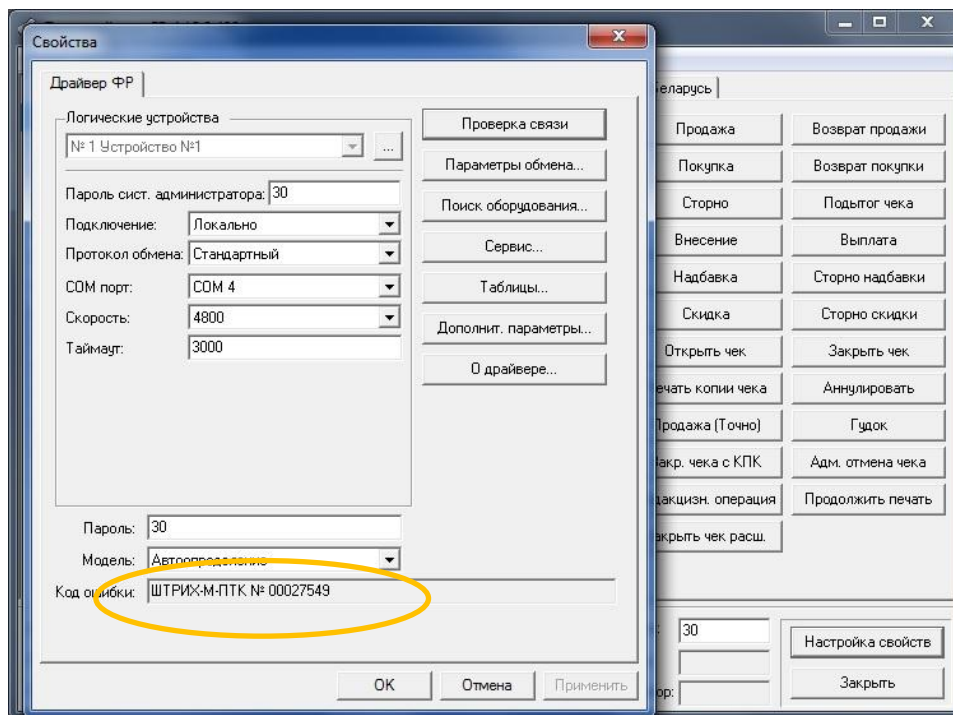 Свойства
Драйвер ФР
Логические устройства
№ 1 Устройство №1
...
Пароль сист. администратора: 30
Подключение: Локально
Протокол обмена: Стандартный
COM порт: COM 4
Скорость: 4800
Таймаут: 3000
Проверка связи
Параметры обмена...
Поиск оборудования...
Сервис...
Таблицы...
Дополнит. параметры...
О драйвере...
Пароль: 30
Модель: Автоопределение
Код ошибки: ШТРИХ-М-ПТК № 00027549
OK
Отмена
Применить
еларусь
Продажа
Возврат продажи
Покупка
Возврат покупки
Сторно
Подытог чека
Внесение
Выплата
Надбавка
Сторно надбавки
Скидка
Сторно скидки
Открыть чек
Закрыть чек
ечать копии чека
Аннулировать
Продажа (Точно)
Гудок
акр. чека с КПК
Адм. отмена чека
дакцизн. операция
Продолжить печать
акрыть чек расш.
: 30
Настройка свойств
ор:
Закрыть